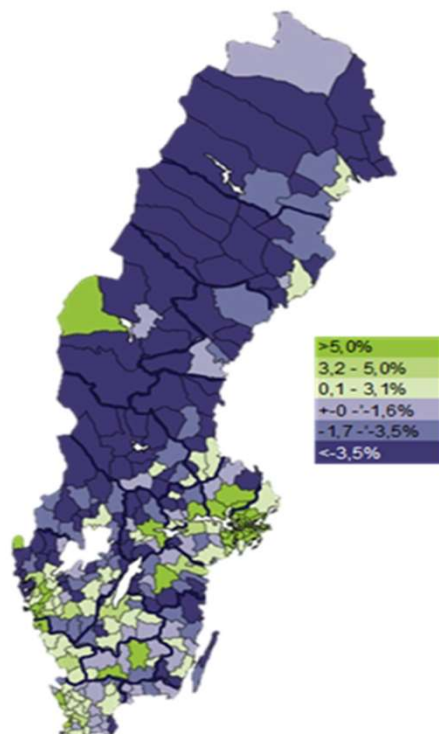 >5,0%
3,2 - 5,0%
0,1 - 3,1%
+-0 -'-1,6%
-1,7 -'-3,5%
<-3,5%